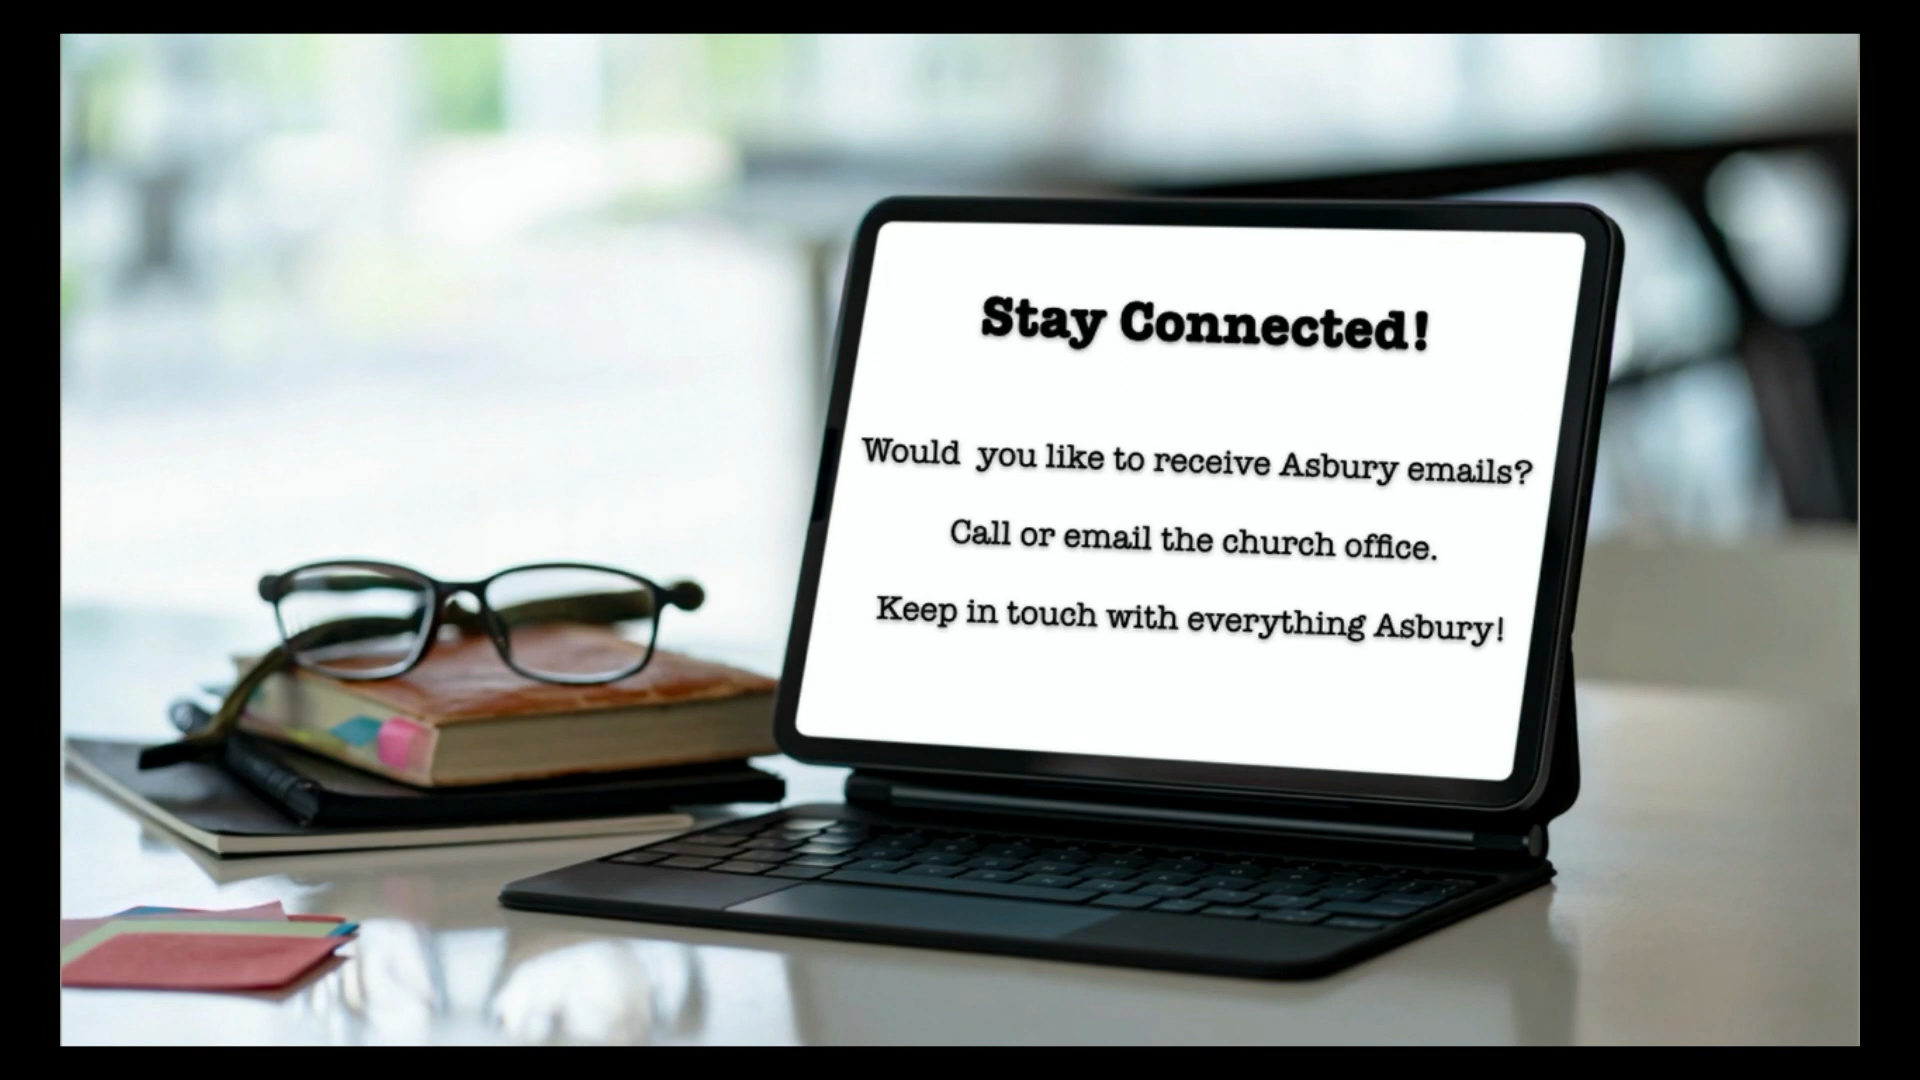 Stay Connected!
Would you like to receive Asbury emails?
Call or email the church office.
Keep in touch with everything Asbury!